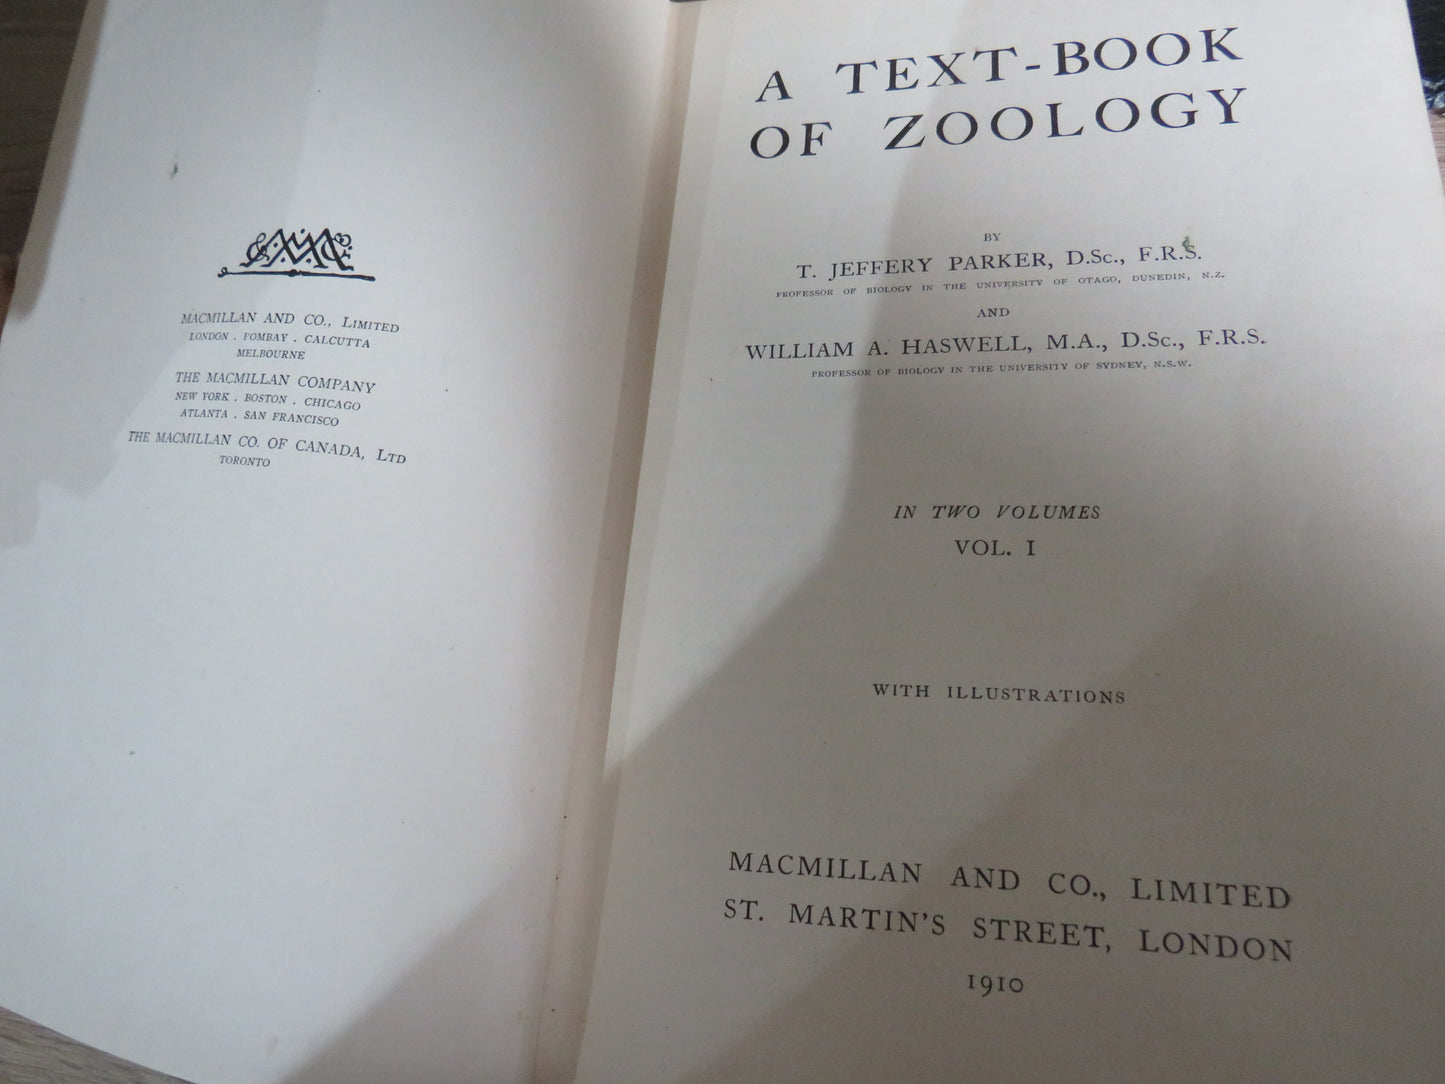 MACMILLAN AND CO., LIMITED
LONDON . BOMBAY . CALCUTTA
MELBOURNE
THE MACMILLAN COMPANY
NEW YORK . BOSTON . CHICAGO
ATLANTA . SAN FRANCISCO
THE MACMILLAN CO. OF CANADA, LTD
TORONTO
A TEXT-BOOK
OF ZOOLOGY
BY
T. JEFFERY PARKER, D.Sc., F.R.S.
PROFESSOR OF BIOLOGY IN THE UNIVERSITY OF OTAGO, DUNEDIN, N.Z.
AND
WILLIAM A. HASWELL, M.A., D.Sc., F.R.S.
PROFESSOR OF BIOLOGY IN THE UNIVERSITY OF SYDNEY, N.S.W.
IN TWO VOLUMES
VOL. I
WITH ILLUSTRATIONS
MACMILLAN AND CO., LIMITED
ST. MARTIN'S STREET, LONDON
1910